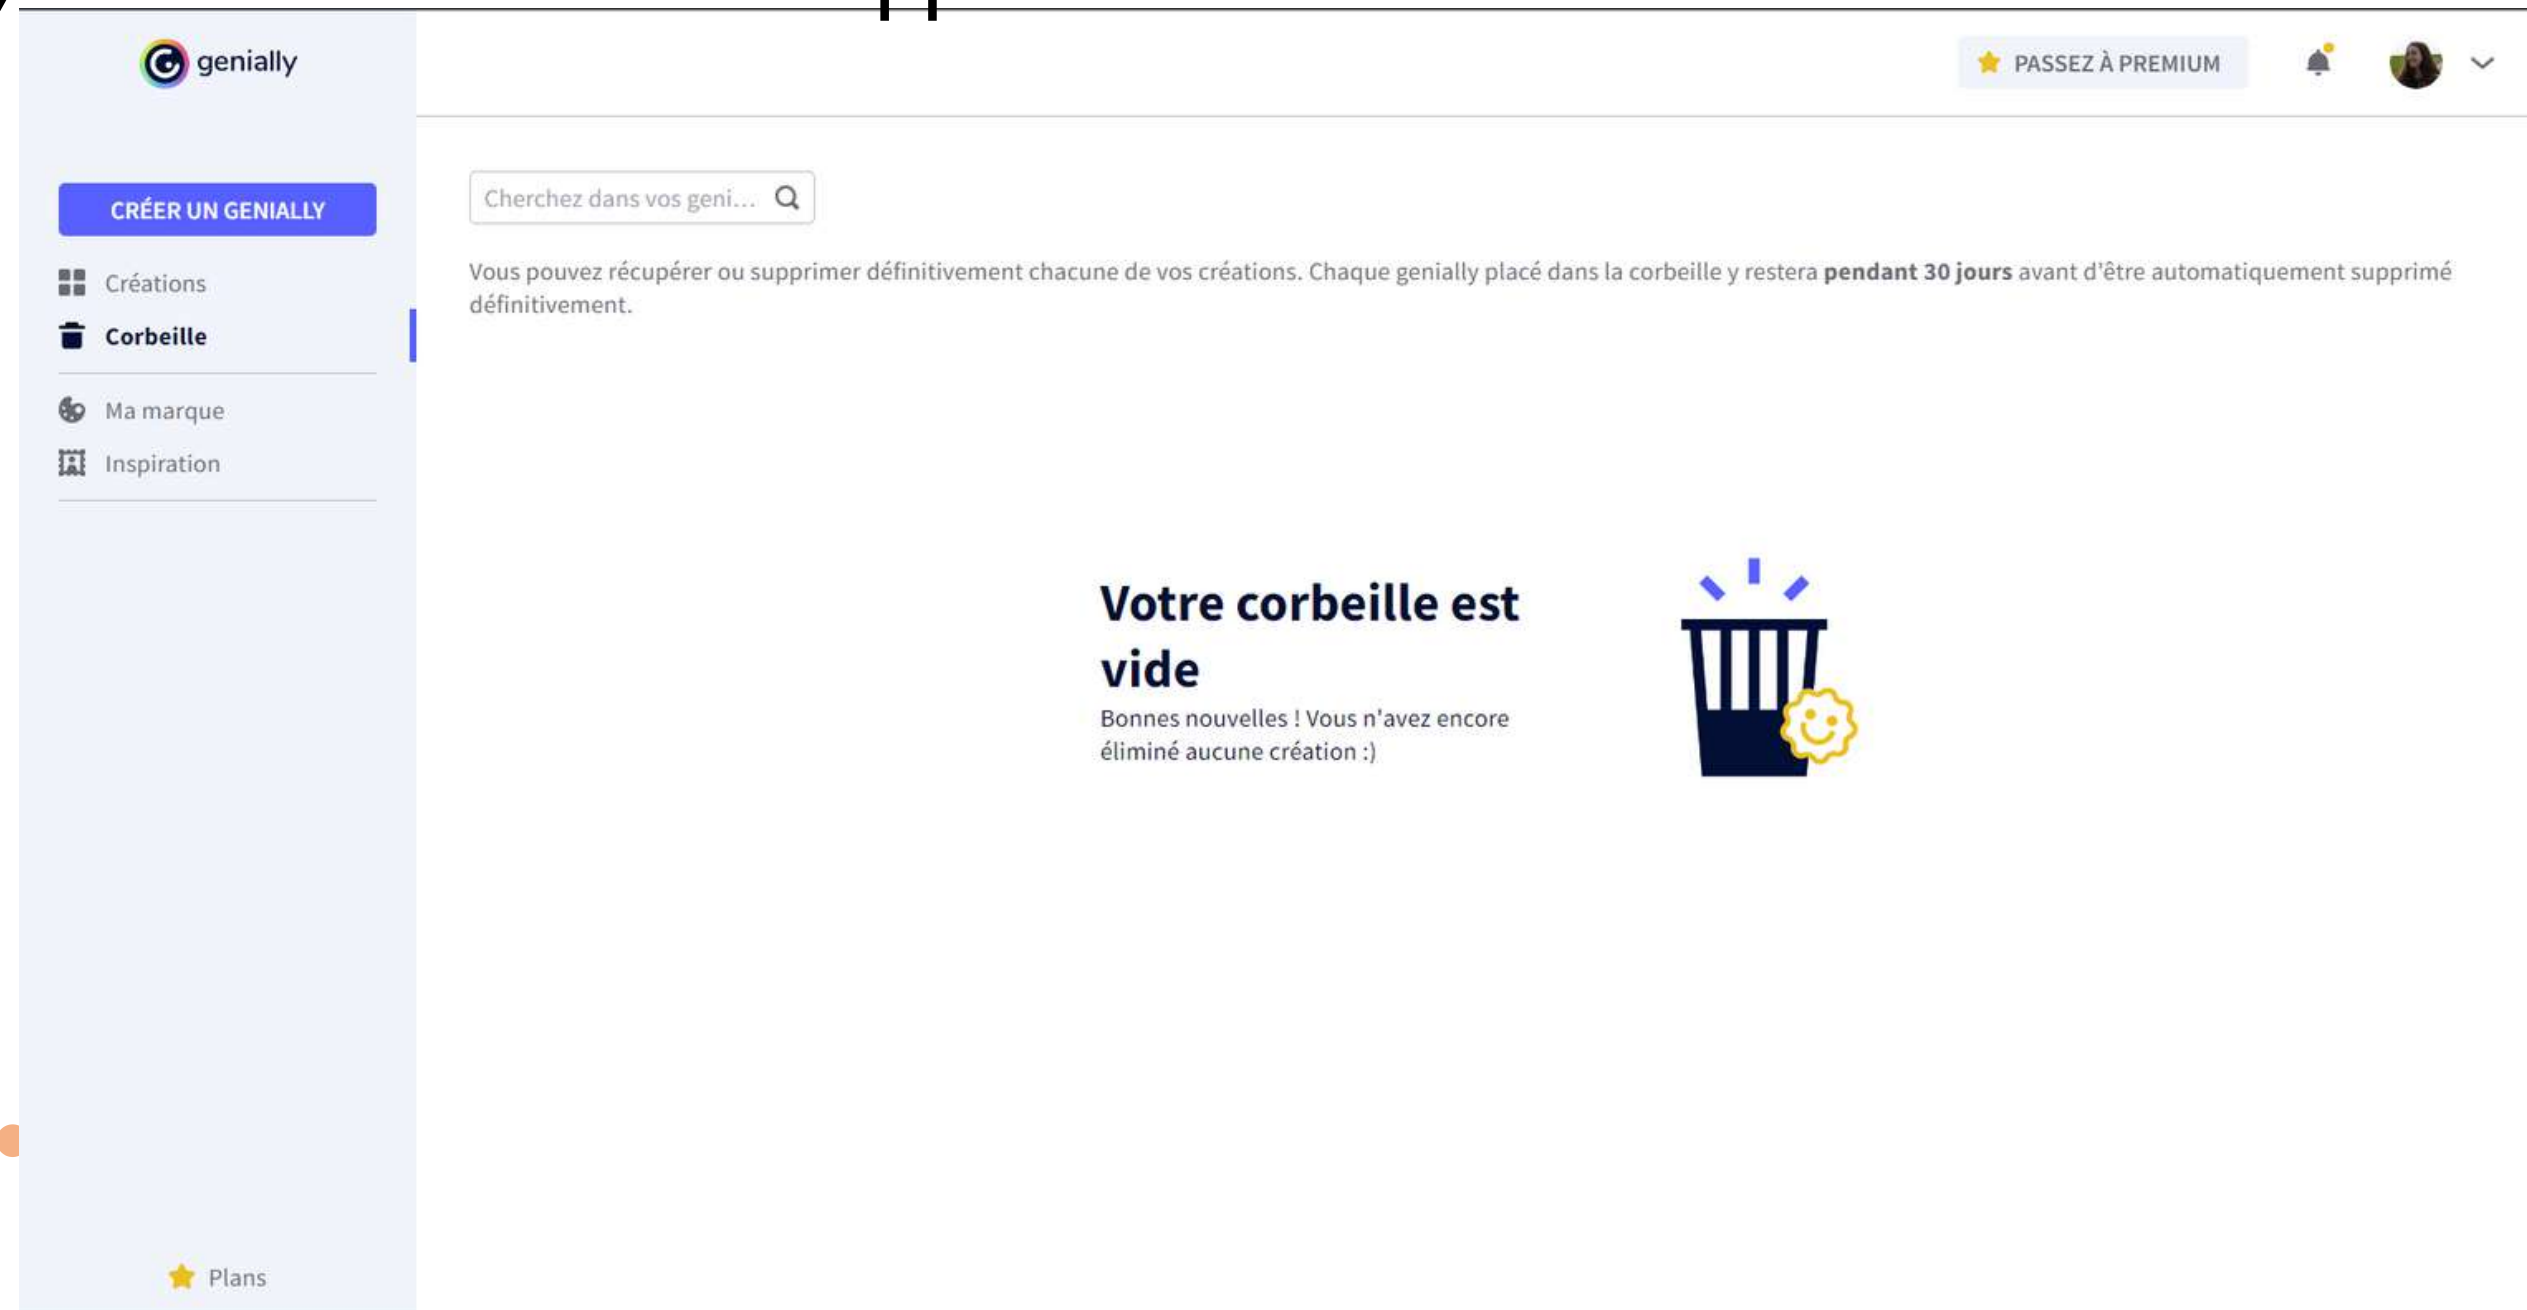 genially
PASSEZ À PREMIUM
CRÉER UN GENIALLY
Créations
Corbeille
Ma marque
Inspiration
Plans
Cherchez dans vos geni...
Vous pouvez récupérer ou supprimer définitivement chacune de vos créations. Chaque genially placé dans la corbeille y restera pendant 30 jours avant d'être automatiquement supprimé
définitivement.
Votre corbeille est
vide
Bonnes nouvelles ! Vous n'avez encore
éliminé aucune création :)